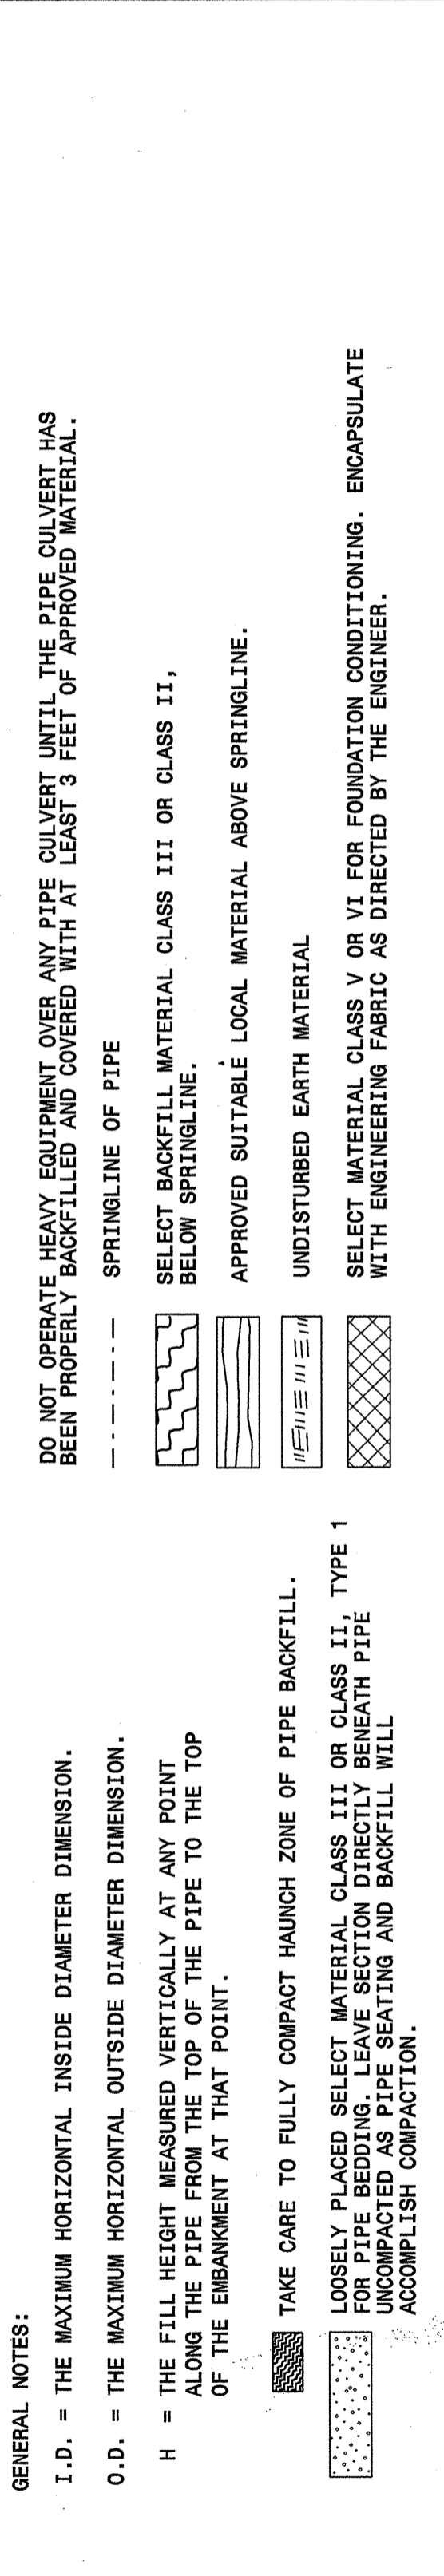 GENERAL NOTES:
I.D. = THE MAXIMUM HORIZONTAL INSIDE DIAMETER DIMENSION.
O.D. = THE MAXIMUM HORIZONTAL OUTSIDE DIAMETER DIMENSION.
H = THE FILL HEIGHT MEASURED VERTICALLY AT ANY POINT
ALONG THE PIPE FROM THE TOP OF THE PIPE TO THE TOP
OF THE EMBANKMENT AT THAT POINT.
TAKE CARE TO FULLY COMPACT HAUNCH ZONE OF PIPE BACKFILL.
LOOSELY PLACED SELECT MATERIAL CLASS III OR CLASS II, TYPE 1
FOR PIPE BEDDING. LEAVE SECTION DIRECTLY BENEATH PIPE
UNCOMPACTED AS PIPE SEATING AND BACKFILL WILL
ACCOMPLISH COMPACTION.
DO NOT OPERATE HEAVY EQUIPMENT OVER ANY PIPE CULVERT UNTIL THE PIPE CULVERT HAS
BEEN PROPERLY BACKFILLED AND COVERED WITH AT LEAST 3 FEET OF APPROVED MATERIAL.
SPRINGLINE OF PIPE
SELECT BACKFILL MATERIAL CLASS III OR CLASS II,
BELOW SPRINGLINE.
APPROVED SUITABLE LOCAL MATERIAL ABOVE SPRINGLINE.
UNDISTURBED EARTH MATERIAL
SELECT MATERIAL CLASS V OR VI FOR FOUNDATION CONDITIONING. ENCAPSULATE
WITH ENGINEERING FABRIC AS DIRECTED BY THE ENGINEER.